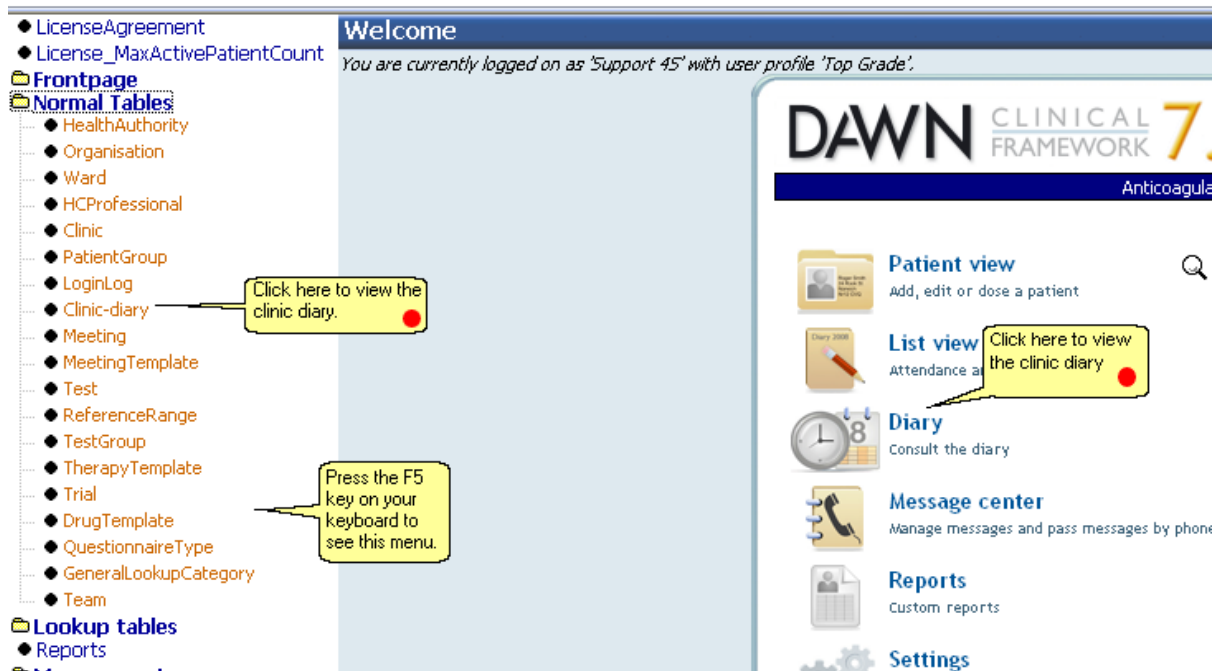 LicenseAgreement
License_MaxActivePatientCount
Frontpage
Normal Tables
HealthAuthority
Organisation
Ward
HCProfessional
Clinic
PatientGroup
LoginLog
Clinic-diary
Meeting
MeetingTemplate
Test
ReferenceRange
TestGroup
TherapyTemplate
Trial
DrugTemplate
QuestionnaireType
GeneralLookupCategory
Team
Lookup tables
Reports
Click here to view the
clinic diary.
Press the F5
key on your
keyboard to
see this menu.
Welcome
You are currently logged on as 'Support 4S' with user profile 'Top Grade'.
DAWN CLINICAL
FRAMEWORK 7.
Anticoagula
Patient view
Add, edit or dose a patient
List view
Attendance a
Click here to view
the clinic diary
Diary 2008
8
Diary
Consult the diary
Message center
Manage messages and pass messages by phone
Reports
Custom reports
Settings